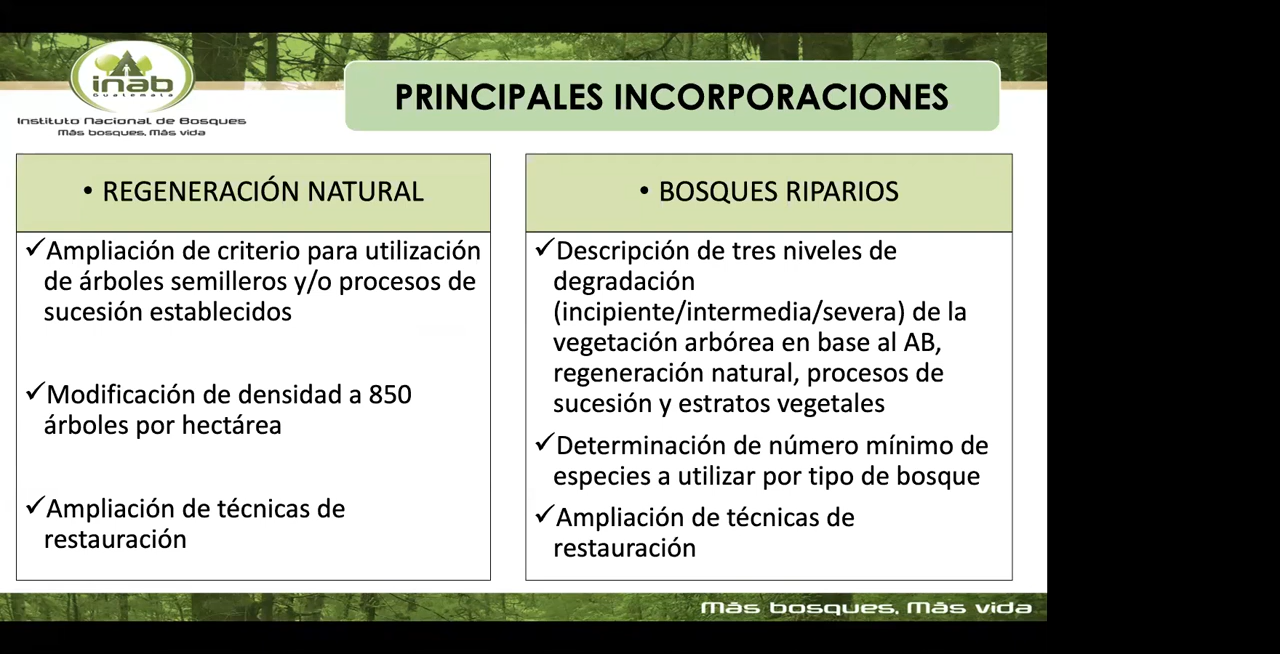 inab
Guatemala
Instituto Nacional de Bosques
Más bosques, Más vida
PRINCIPALES INCORPORACIONES
• REGENERACIÓN NATURAL
✓Ampliación de criterio para utilización
de árboles semilleros y/o procesos de
sucesión establecidos
✓Modificación de densidad a 850
árboles por hectárea
✓Ampliación de técnicas de
restauración
• BOSQUES RIPARIOS
✓Descripción de tres niveles de
degradación
(incipiente/intermedia/severa) de la
vegetación arbórea en base al AB,
regeneración natural, procesos de
sucesión y estratos vegetales
✓Determinación de número mínimo de
especies a utilizar por tipo de bosque
✓Ampliación de técnicas de
restauración
Más bosques, Más vida